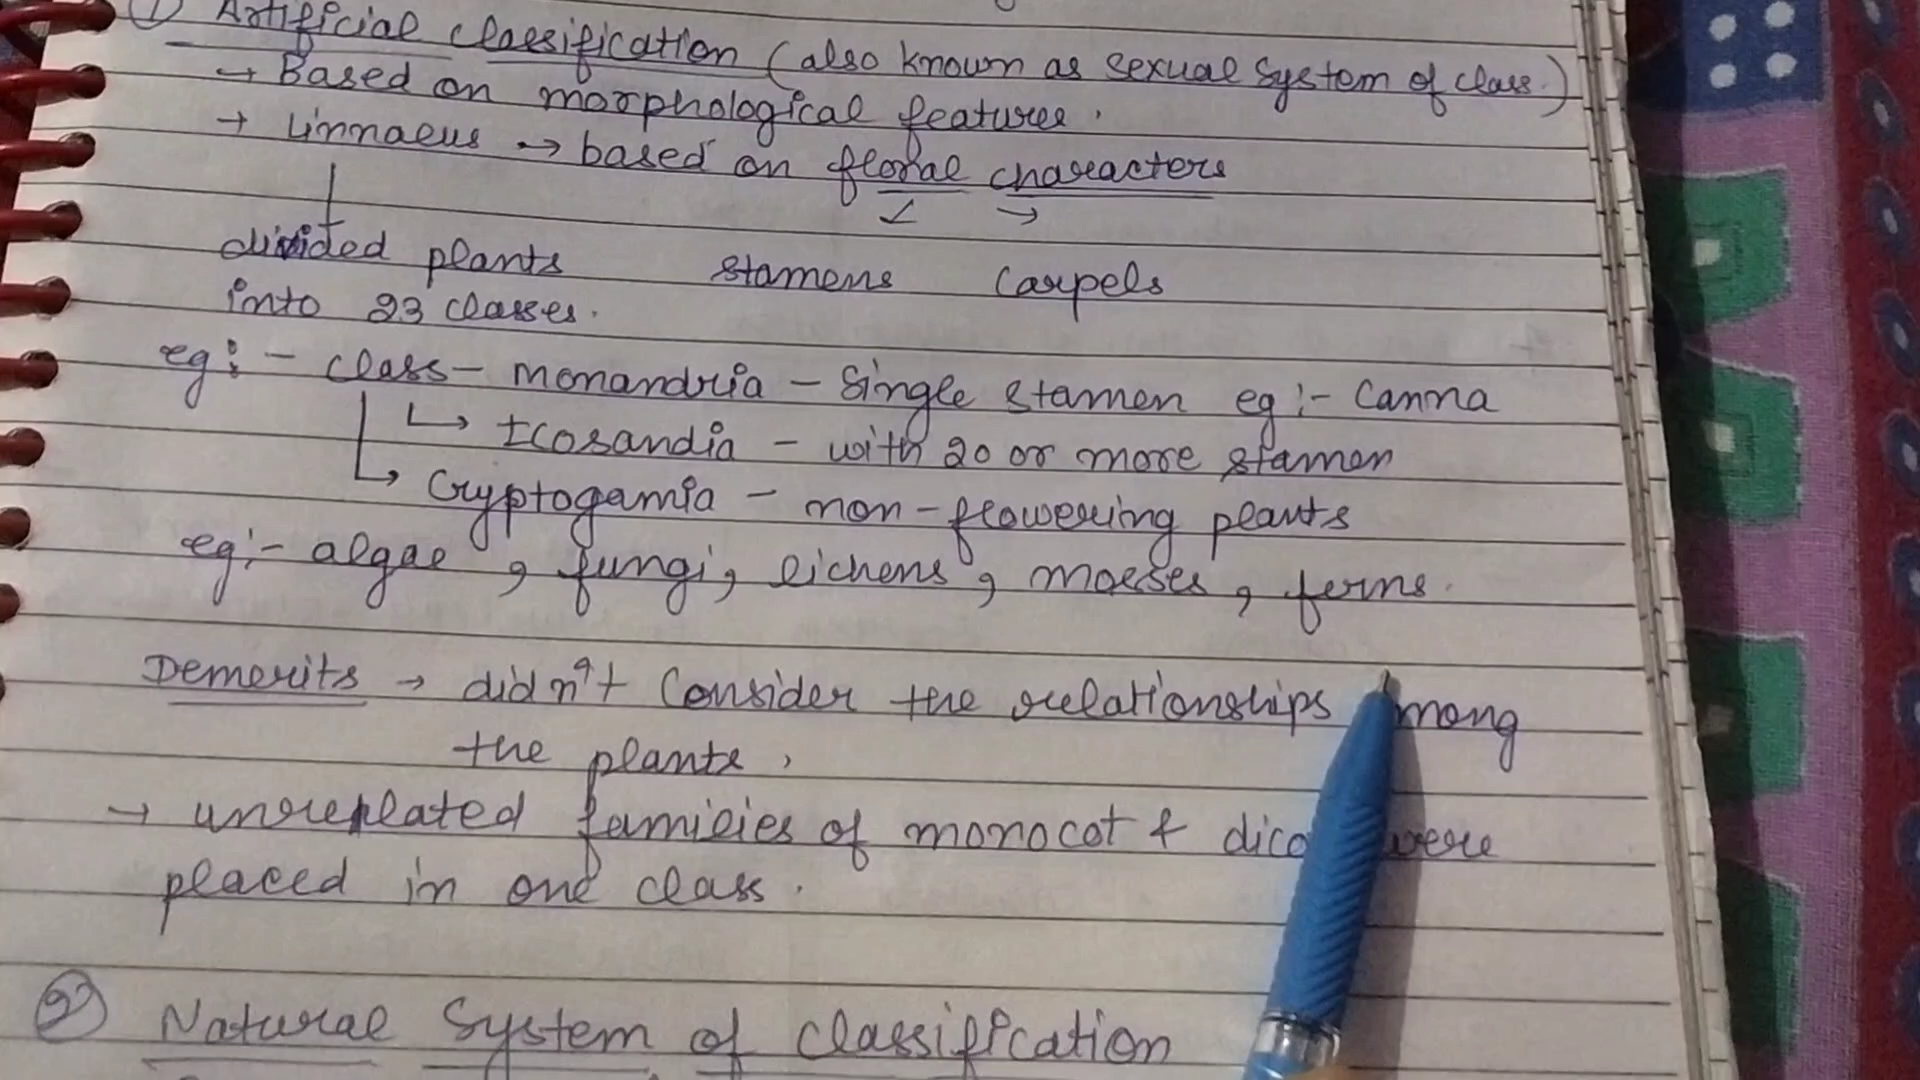 ① Artificial classification (also known as sexual system of class.)
→ Based on morphological features.
→ Linnaeus → based on floral characters
divided plants stamens Carpels
into 23 classes.
eg:- class- monandria - Single stamen eg:- Canna
↳ Icosandia - with 20 or more stamen
↳ Cryptogamia - non-flowering plants
eg:- algae, fungi, lichens, mosses, ferns.
Demerits → didn't Consider the relationships among
the plants.
→ unrelated families of monocot & dicot were
placed in one class.
② Natural System of classification